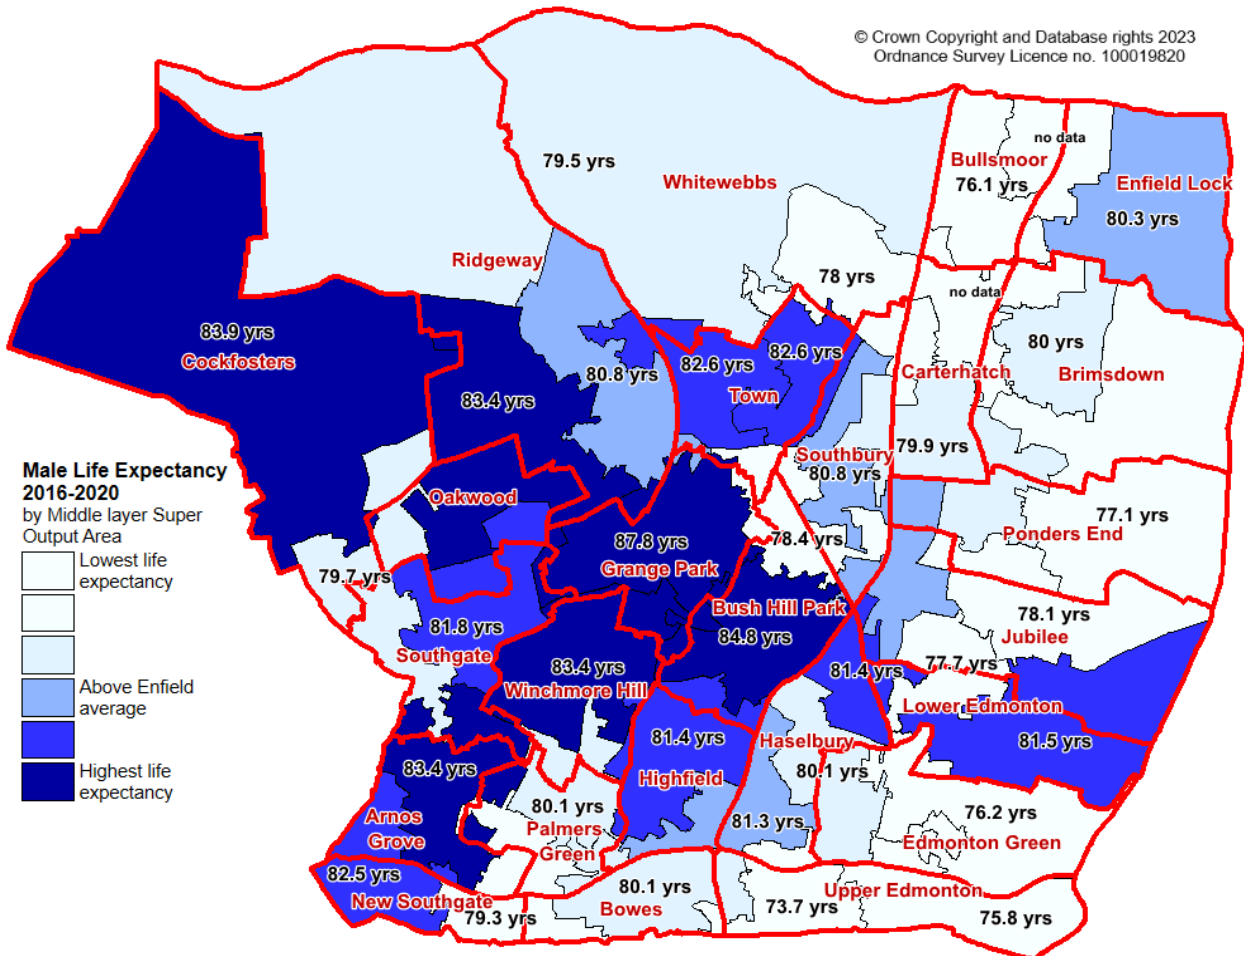 © Crown Copyright and Database rights 2023
Ordnance Survey Licence no. 100019820
no data
Bullsmoor
79.5 yrs
Whitewebbs
76.1 yrs
Enfield Lock
80.3 yrs
Ridgeway
78 yrs
no data
83.9 yrs
Cockfosters
80 yrs
82.6 yrs
82.6 yrs
80.8 yrs
Carterhatch
Brimsdown
Town
83.4 yrs
79.9 yrs
Southbury
80.8 yrs
Male Life Expectancy
2016-2020
by Middle layer Super
Output Area
Lowest life
expectancy
Above Enfield
average
Highest life
expectancy
Oakwood
77.1 yrs
Ponders End
87.8 yrs
Grange Park
78.4 yrs
79.7 yrs
Bush Hill Park
84.8 yrs
78.1 yrs
Jubilee
81.8 yrs
Southgate
83.4 yrs
Winchmore Hill
81.4 yrs
77.7 yrs
Lower Edmonton
81.5 yrs
81.4 yrs
Highfield
Haselbury
80.1 yrs
83.4 yrs
Arnos
Grove
80.1 yrs
Palmers
Green
81.3 yrs
76.2 yrs
Edmonton Green
82.5 yrs
New Southgate
79.3 yrs
80.1 yrs
Bowes
Upper Edmonton
73.7 yrs
75.8 yrs